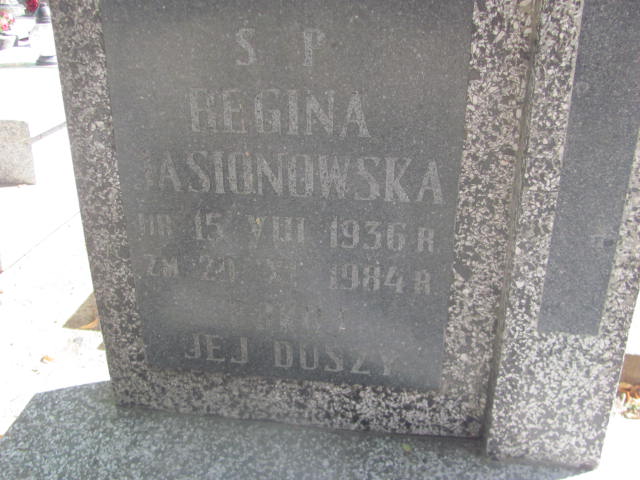 Ś P
REGINA
JASIONOWSKA
UR 15 VIII 1936 R
ZM 1984 R
JEJ DUSZY